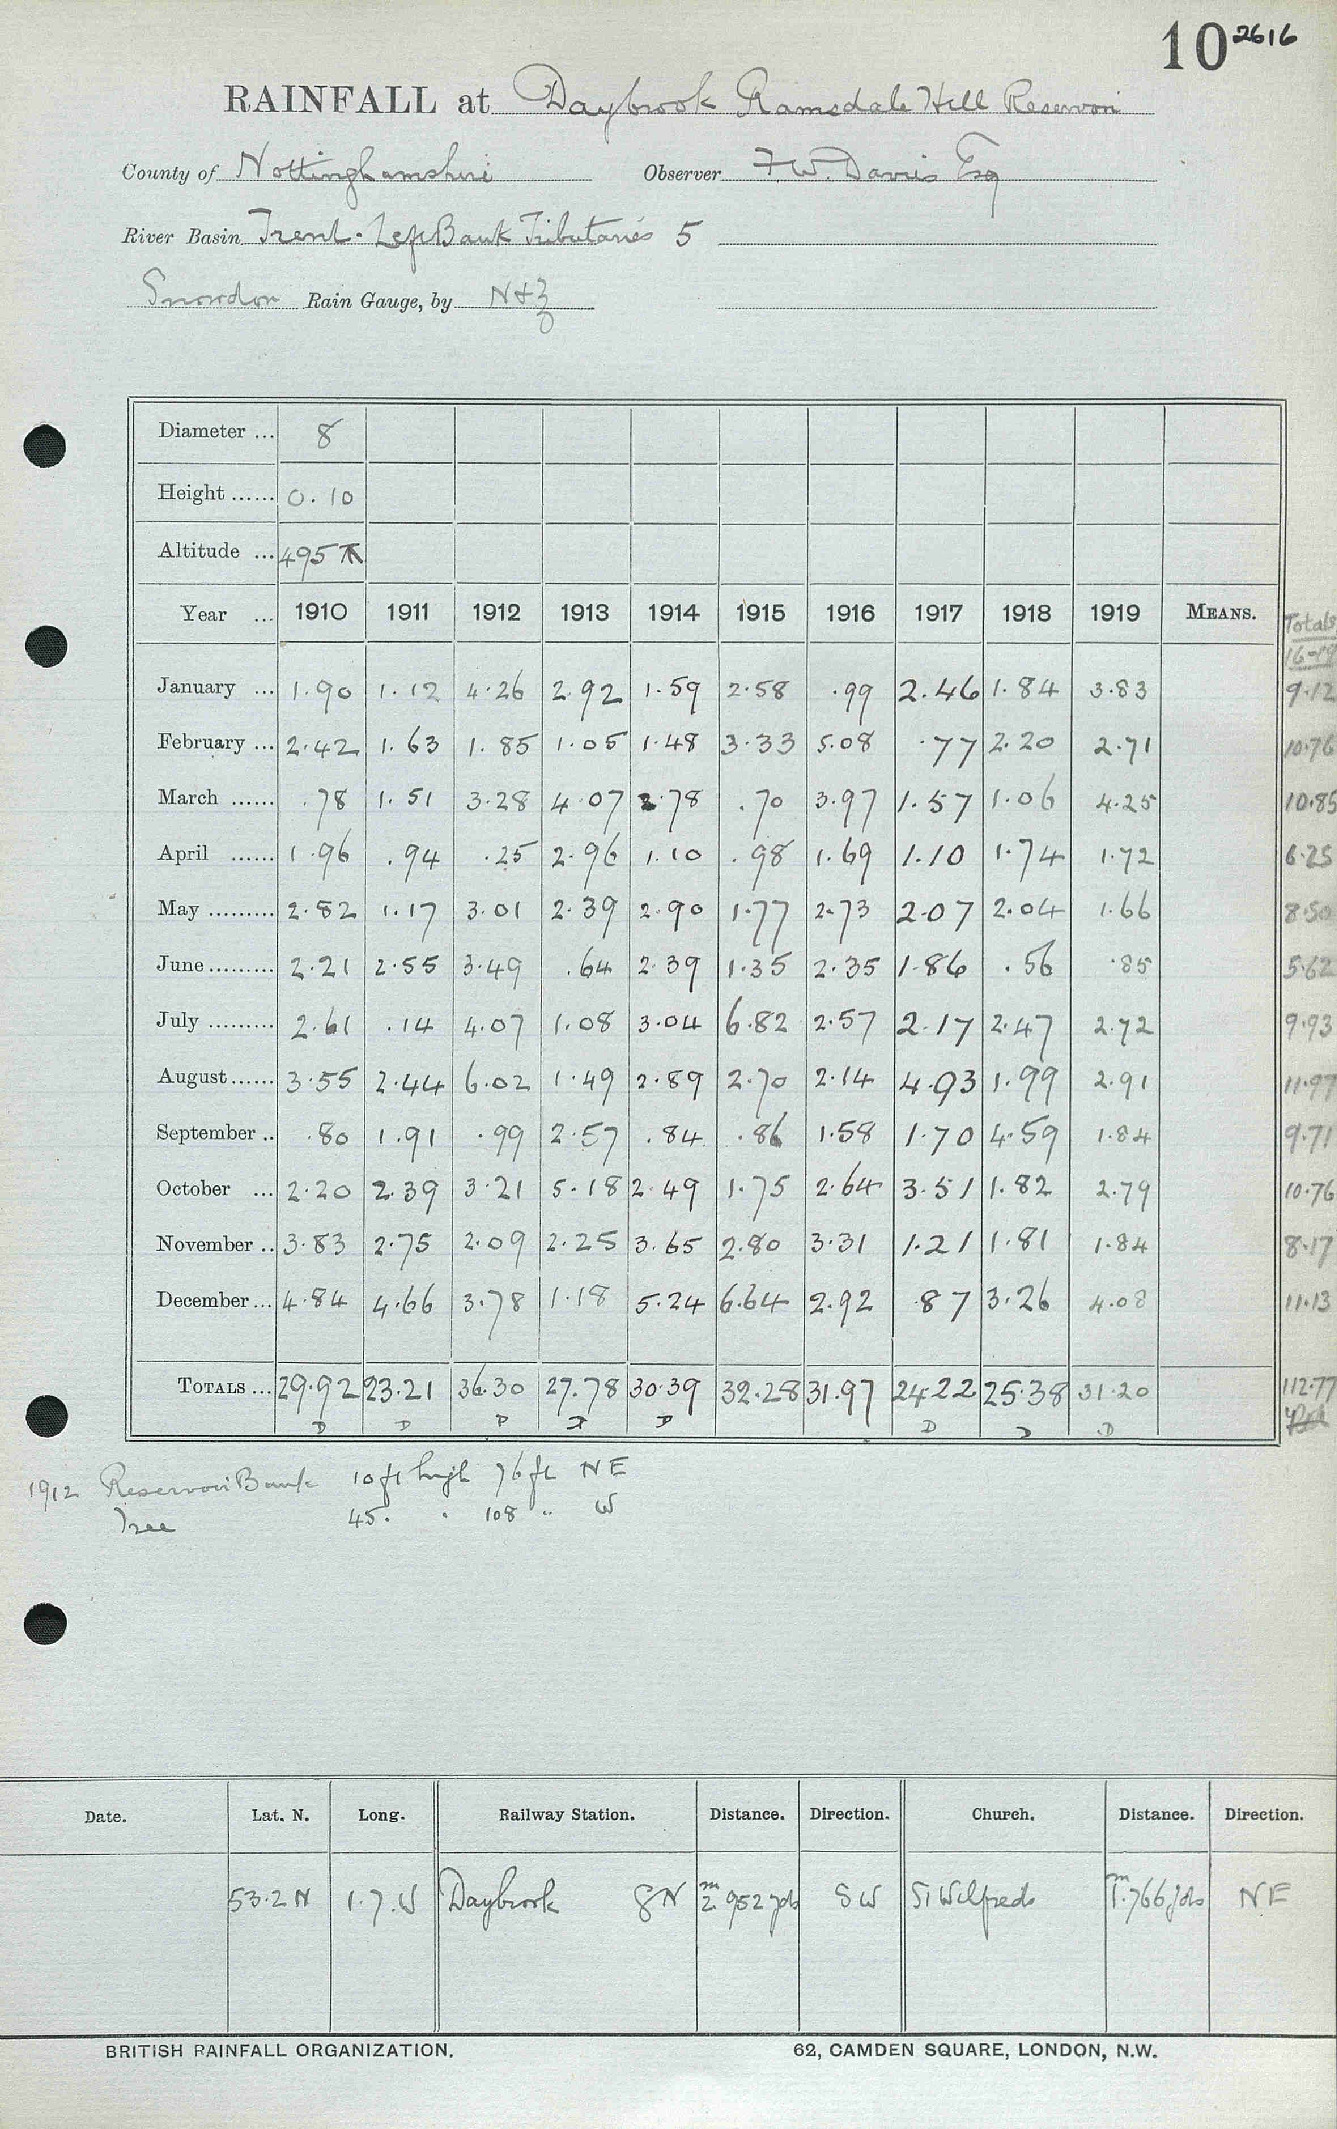 10 2616
RAINFALL at Daybrook Ramsdale Hill Reservoir
County of Nottinghamshire Observer F.W. Davis Esq
River Basin Trent. Left Bank Tributaries 5
Snowdon Rain Gauge, by N & Z
Diameter ... 8
Height ...... 0.10
Altitude ... 495
Year ... 1910 1911 1912 1913 1914 1915 1916 1917 1918 1919 MEANS. Totals
16-19
January ... 1.90 1.12 4.26 2.92 1.59 2.58 .99 2.46 1.84 3.83 9.12
February ... 2.42 1.63 1.85 1.05 1.48 3.33 5.08 .77 2.20 2.71 10.76
March ...... .78 1.51 3.28 4.07 2.78 .70 3.97 1.57 1.06 4.25 10.85
April ...... 1.96 .94 .25 2.96 1.10 .98 1.69 1.10 1.74 1.72 6.25
May ......... 2.82 1.17 3.01 2.39 2.90 1.77 2.73 2.07 2.04 1.66 8.50
June ......... 2.21 2.55 3.49 .64 2.39 1.35 2.35 1.86 .56 .85 5.62
July ......... 2.61 .14 4.07 1.08 3.04 6.82 2.57 2.17 2.47 2.72 9.93
August ...... 3.55 2.44 6.02 1.49 2.89 2.70 2.14 4.93 1.99 2.91 11.97
September .. .80 1.91 .99 2.57 .84 .86 1.58 1.70 4.59 1.84 9.71
October ... 2.20 2.39 3.21 5.18 2.49 1.75 2.64 3.51 1.82 2.79 10.76
November .. 3.83 2.75 2.09 2.25 3.65 2.80 3.31 1.21 1.81 1.84 8.17
December ... 4.84 4.66 3.78 1.18 5.24 6.64 2.92 .87 3.26 4.08 11.13
TOTALS ... 29.92 23.21 36.30 27.78 30.39 32.28 31.97 24.22 25.38 31.20 112.77
D D D D D D D D
1912 Reservoir Bank 10 ft high 76 ft NE
Tree 45 . . 108 " W
Date. Lat. N. Long. Railway Station. Distance. Direction. Church. Distance. Direction.
53.2 N 1.7.W Daybrook GN 2 m 952 yds SW St Wilfreds 1 m 766 yds NE
BRITISH RAINFALL ORGANIZATION. 62, CAMDEN SQUARE, LONDON, N.W.